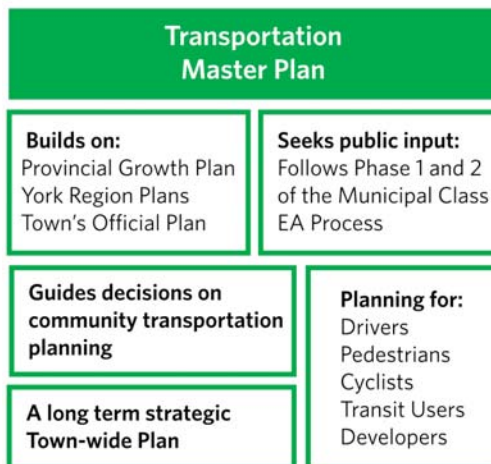 Transportation
Master Plan
Builds on:
Provincial Growth Plan
York Region Plans
Town's Official Plan
Seeks public input:
Follows Phase 1 and 2
of the Municipal Class
EA Process
Guides decisions on
community transportation
planning
A long term strategic
Town-wide Plan
Planning for:
Drivers
Pedestrians
Cyclists
Transit Users
Developers